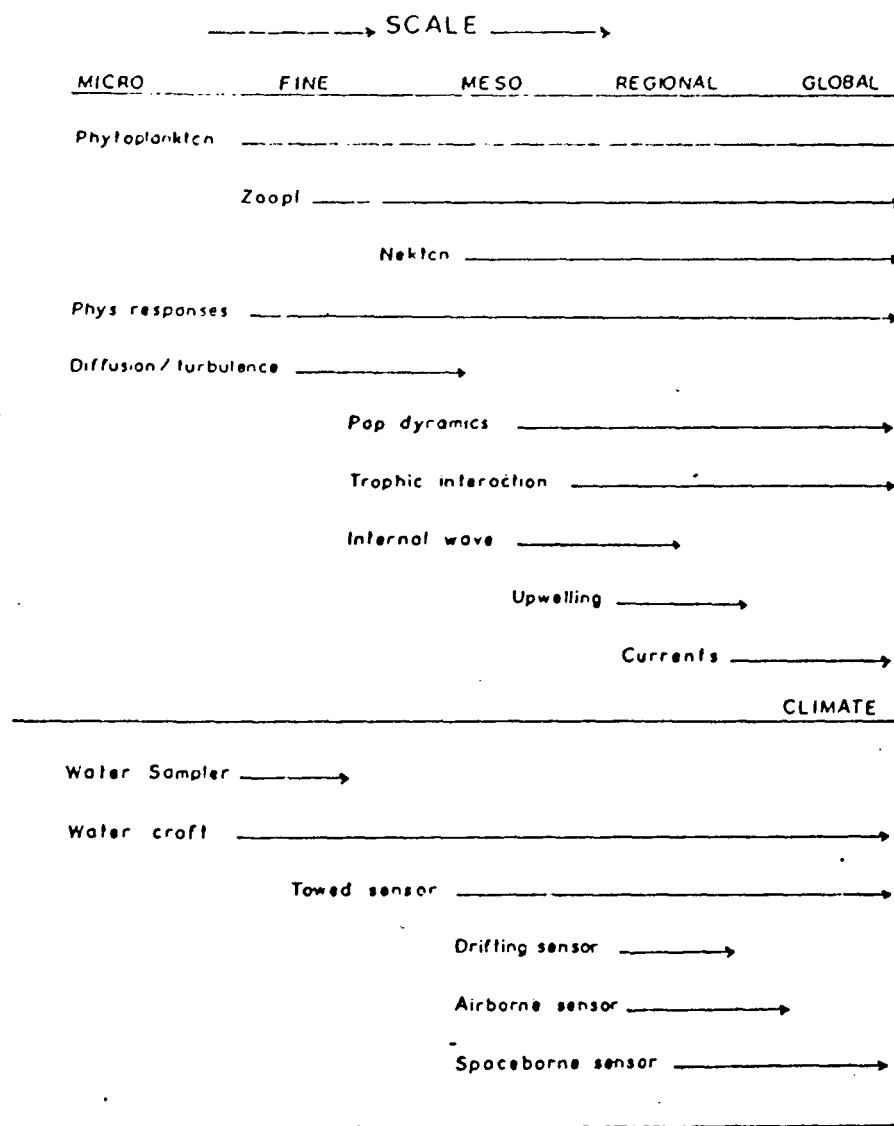 SCALE
MICRO FINE MESO REGIONAL GLOBAL
Phytoplankton
Zoopl
Nekton
Phys responses
Diffusion / turbulence
Pop dynamics
Trophic interaction
Internal wave
Upwelling
Currents
CLIMATE
Water Sampler
Water craft
Towed sensor
Drifting sensor
Airborne sensor
Spaceborne sensor